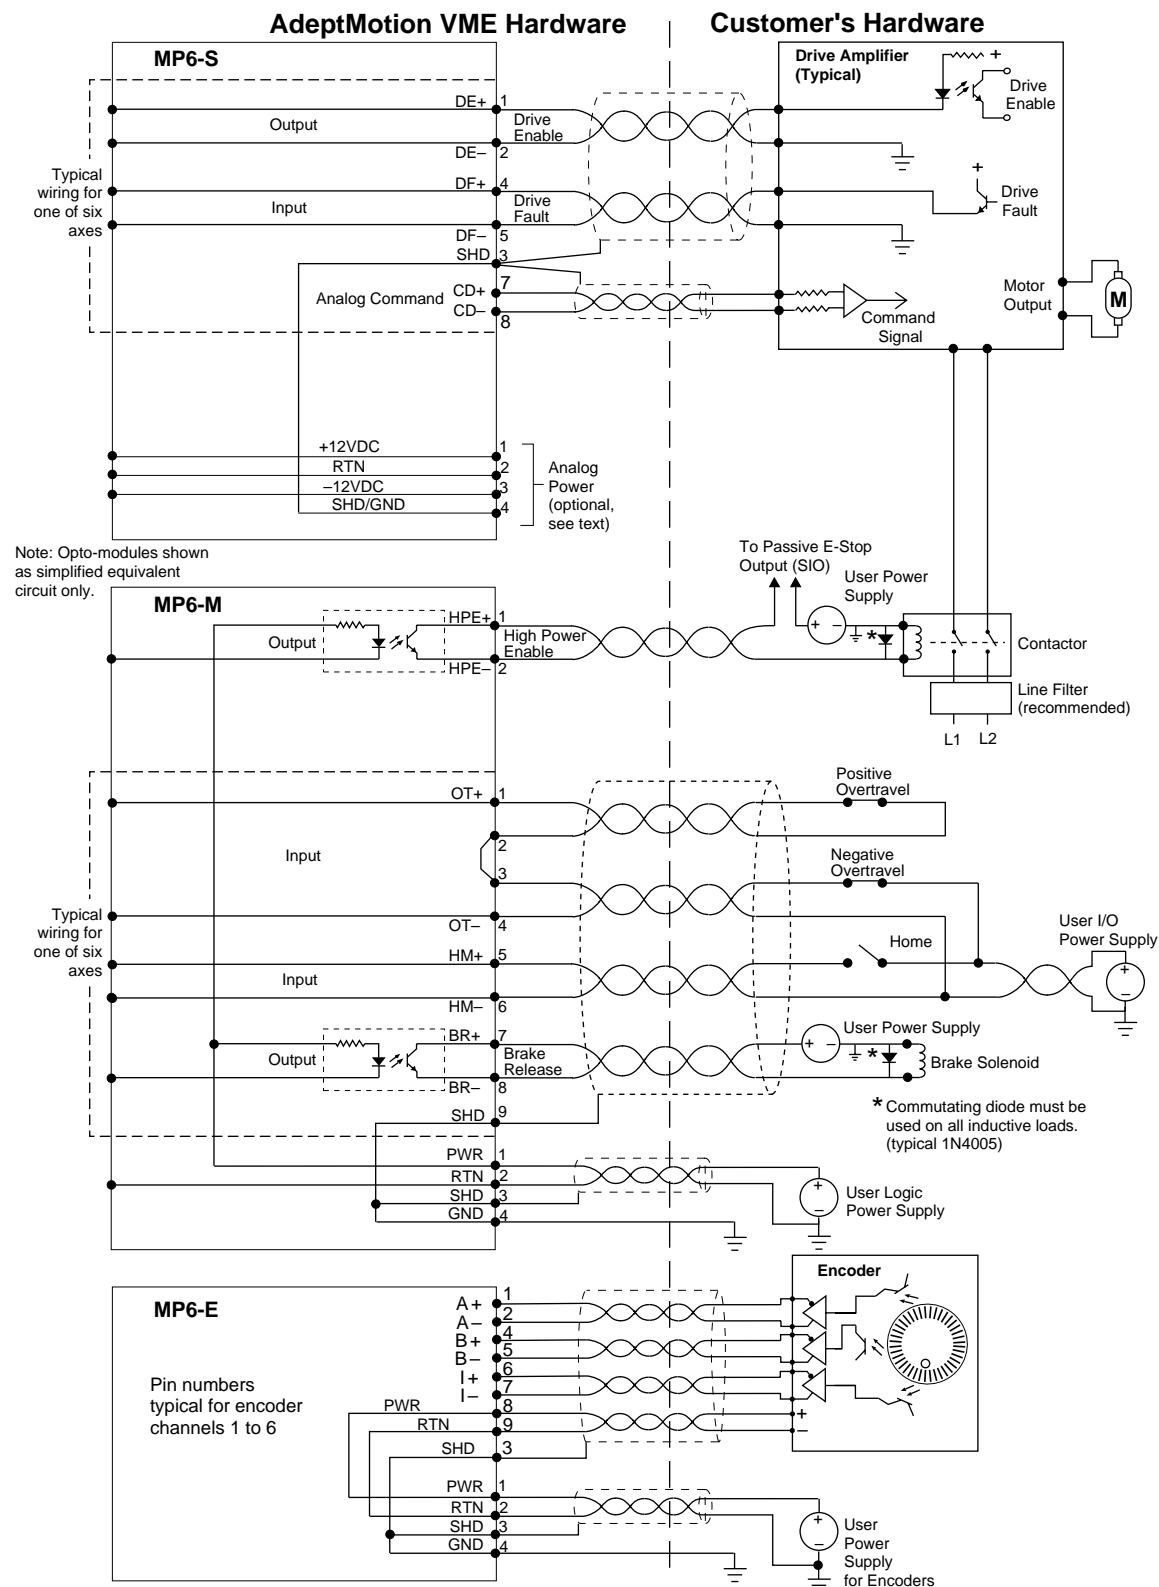 AdeptMotion VME Hardware
Customer's Hardware
MP6-S
Typical
wiring for
one of six
axes
Output
Input
Analog Command
DE+
1
DE–
2
Drive
Enable
DF+
4
Drive
Fault
DF–
5
SHD
3
CD+
7
CD–
8
Drive Amplifier
(Typical)
+
Drive
Enable
+
Drive
Fault
Motor
Output
M
Command
Signal
+12VDC
1
RTN
2
–12VDC
3
SHD/GND
4
Analog
Power
(optional,
see text)
Note: Opto-modules shown
as simplified equivalent
circuit only.
MP6-M
Output
HPE+
1
High Power
Enable
HPE–
2
To Passive E-Stop
Output (SIO)
User Power
Supply
+ –
*
Contactor
Line Filter
(recommended)
L1 L2
Typical
wiring for
one of six
axes
Input
OT+
1
2
3
OT–
4
Positive
Overtravel
Negative
Overtravel
Input
HM+
5
HM–
6
Home
User I/O
Power Supply
+
–
Output
BR+
7
Brake
Release
BR–
8
User Power Supply
+ –
*
Brake Solenoid
SHD
9
* Commutating diode must be
used on all inductive loads.
(typical 1N4005)
PWR
1
RTN
2
SHD
3
GND
4
+
–
User Logic
Power Supply
MP6-E
Pin numbers
typical for encoder
channels 1 to 6
A+
1
A–
2
B+
4
B–
5
I+
6
I–
7
PWR
8
RTN
9
SHD
3
Encoder
+
–
PWR
1
RTN
2
SHD
3
GND
4
+
–
User
Power
Supply
for Encoders